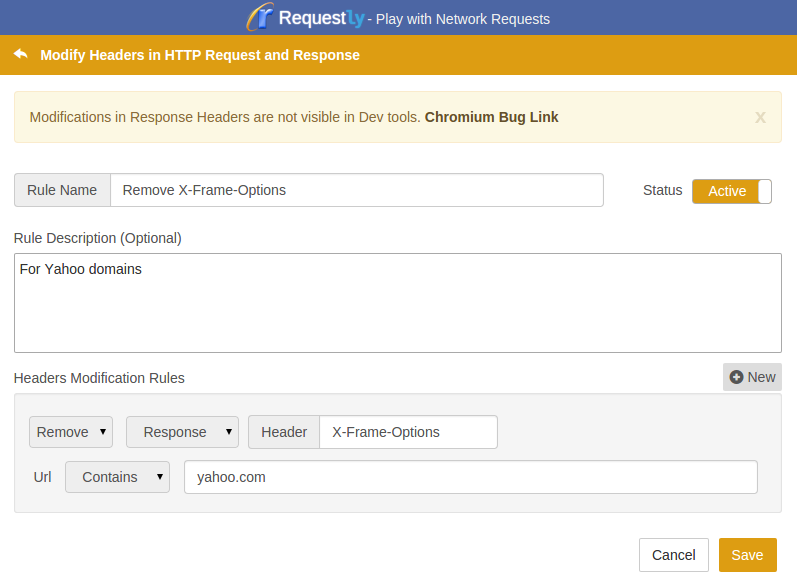 Requestly - Play with Network Requests
Modify Headers in HTTP Request and Response
Modifications in Response Headers are not visible in Dev tools. Chromium Bug Link x
Rule Name Remove X-Frame-Options Status Active
Rule Description (Optional)
For Yahoo domains
Headers Modification Rules New
Remove Response Header X-Frame-Options
Url Contains yahoo.com
Cancel Save